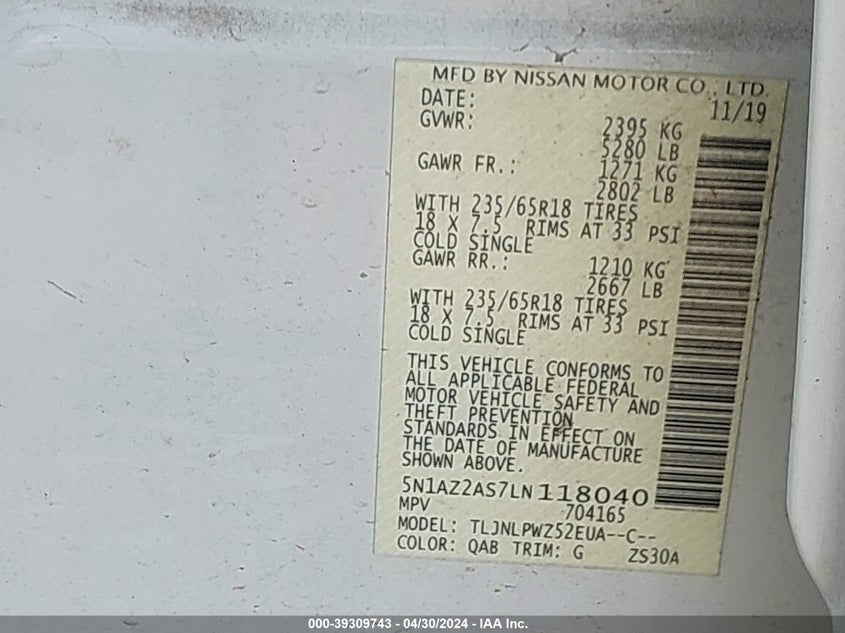 MFD BY NISSAN MOTOR CO., LTD.
DATE: 11/19
GVWR: 2395 KG
5280 LB
GAWR FR.: 1271 KG
2802 LB
WITH 235/65R18 TIRES
18 X 7.5 RIMS AT 33 PSI
COLD SINGLE
GAWR RR.: 1210 KG
2667 LB
WITH 235/65R18 TIRES
18 X 7.5 RIMS AT 33 PSI
COLD SINGLE
THIS VEHICLE CONFORMS TO
ALL APPLICABLE FEDERAL
MOTOR VEHICLE SAFETY AND
THEFT PREVENTION
STANDARDS IN EFFECT ON
THE DATE OF MANUFACTURE
SHOWN ABOVE.
5N1AZ2AS7LN118040
MPV 704165
MODEL: TLJNLPWZ52EUA--C--
COLOR: QAB TRIM: G ZS30A
000-39309743 - 04/30/2024 - IAA Inc.